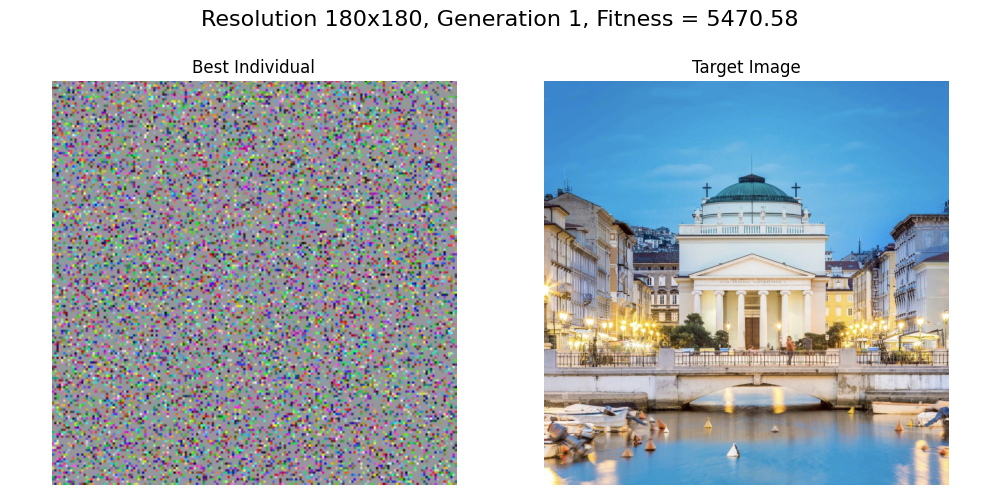 Resolution 180x180, Generation 1, Fitness = 5470.58
Best Individual
Target Image